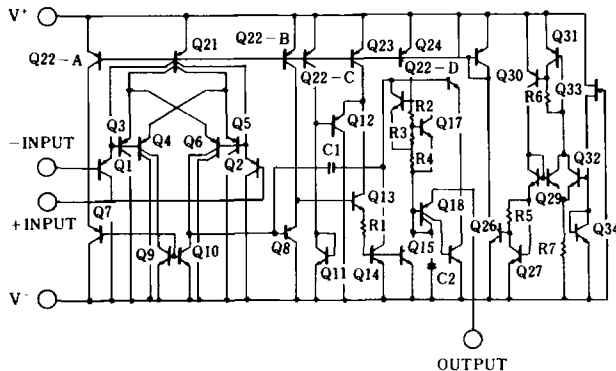 V⁺
Q21
Q22-B
Q23
Q24
Q31
Q22-A
Q22-C
Q22-D
Q30
R6
Q33
Q3
Q4
Q6
Q5
Q12
R2
R3
Q17
-INPUT
Q1
Q2
C1
R4
Q32
+INPUT
Q13
Q18
Q29
Q7
R1
Q26
R5
Q34
Q9
Q10
Q8
Q11
Q14
Q15
C2
Q27
R7
V⁻
OUTPUT